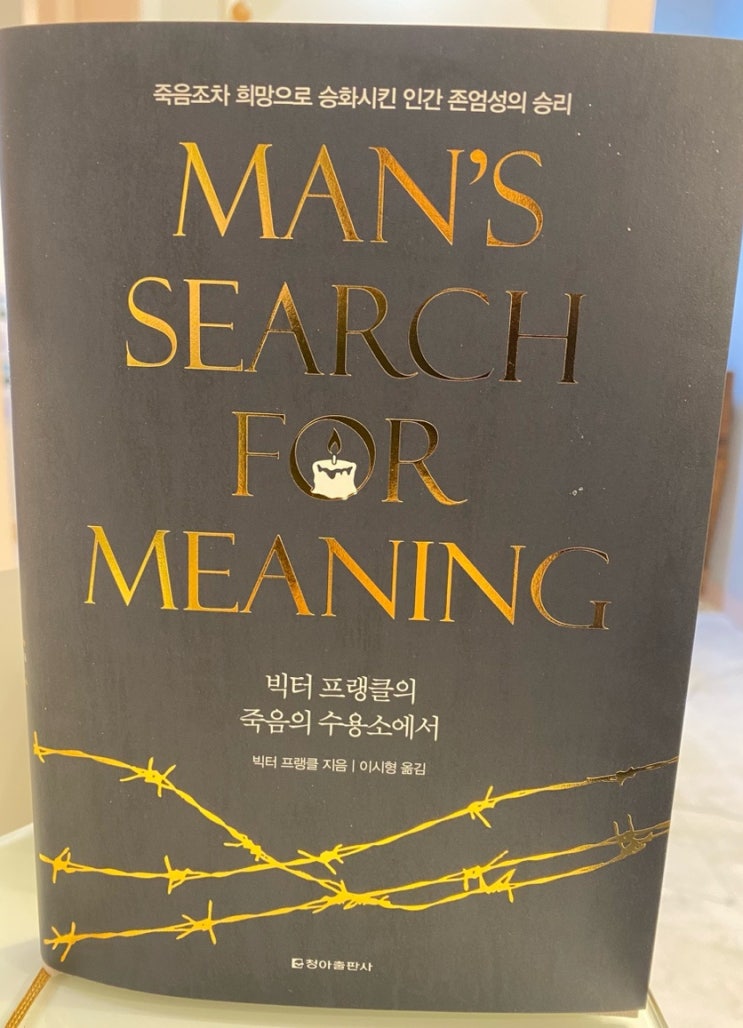 죽음조차 희망으로 승화시킨 인간 존엄성의 승리
MAN'S
SEARCH
FOR
MEANING
빅터 프랭클의
죽음의 수용소에서
빅터 프랭클 지음 | 이시형 옮김
청아출판사